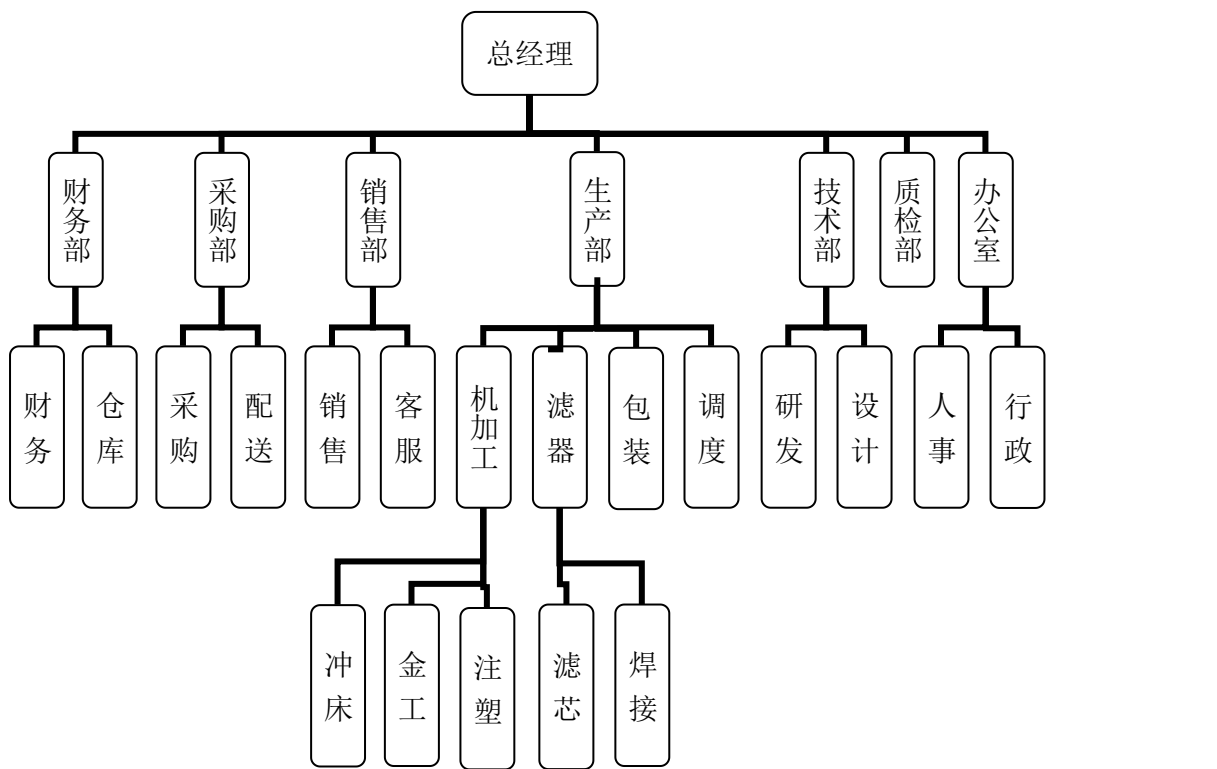 总经理
财务部
采购部
销售部
生产部
技术部
质检部
办公室
财务
仓库
采购
配送
销售
客服
机加工
滤器
包装
调度
研发
设计
人事
行政
冲床
金工
注塑
滤芯
焊接